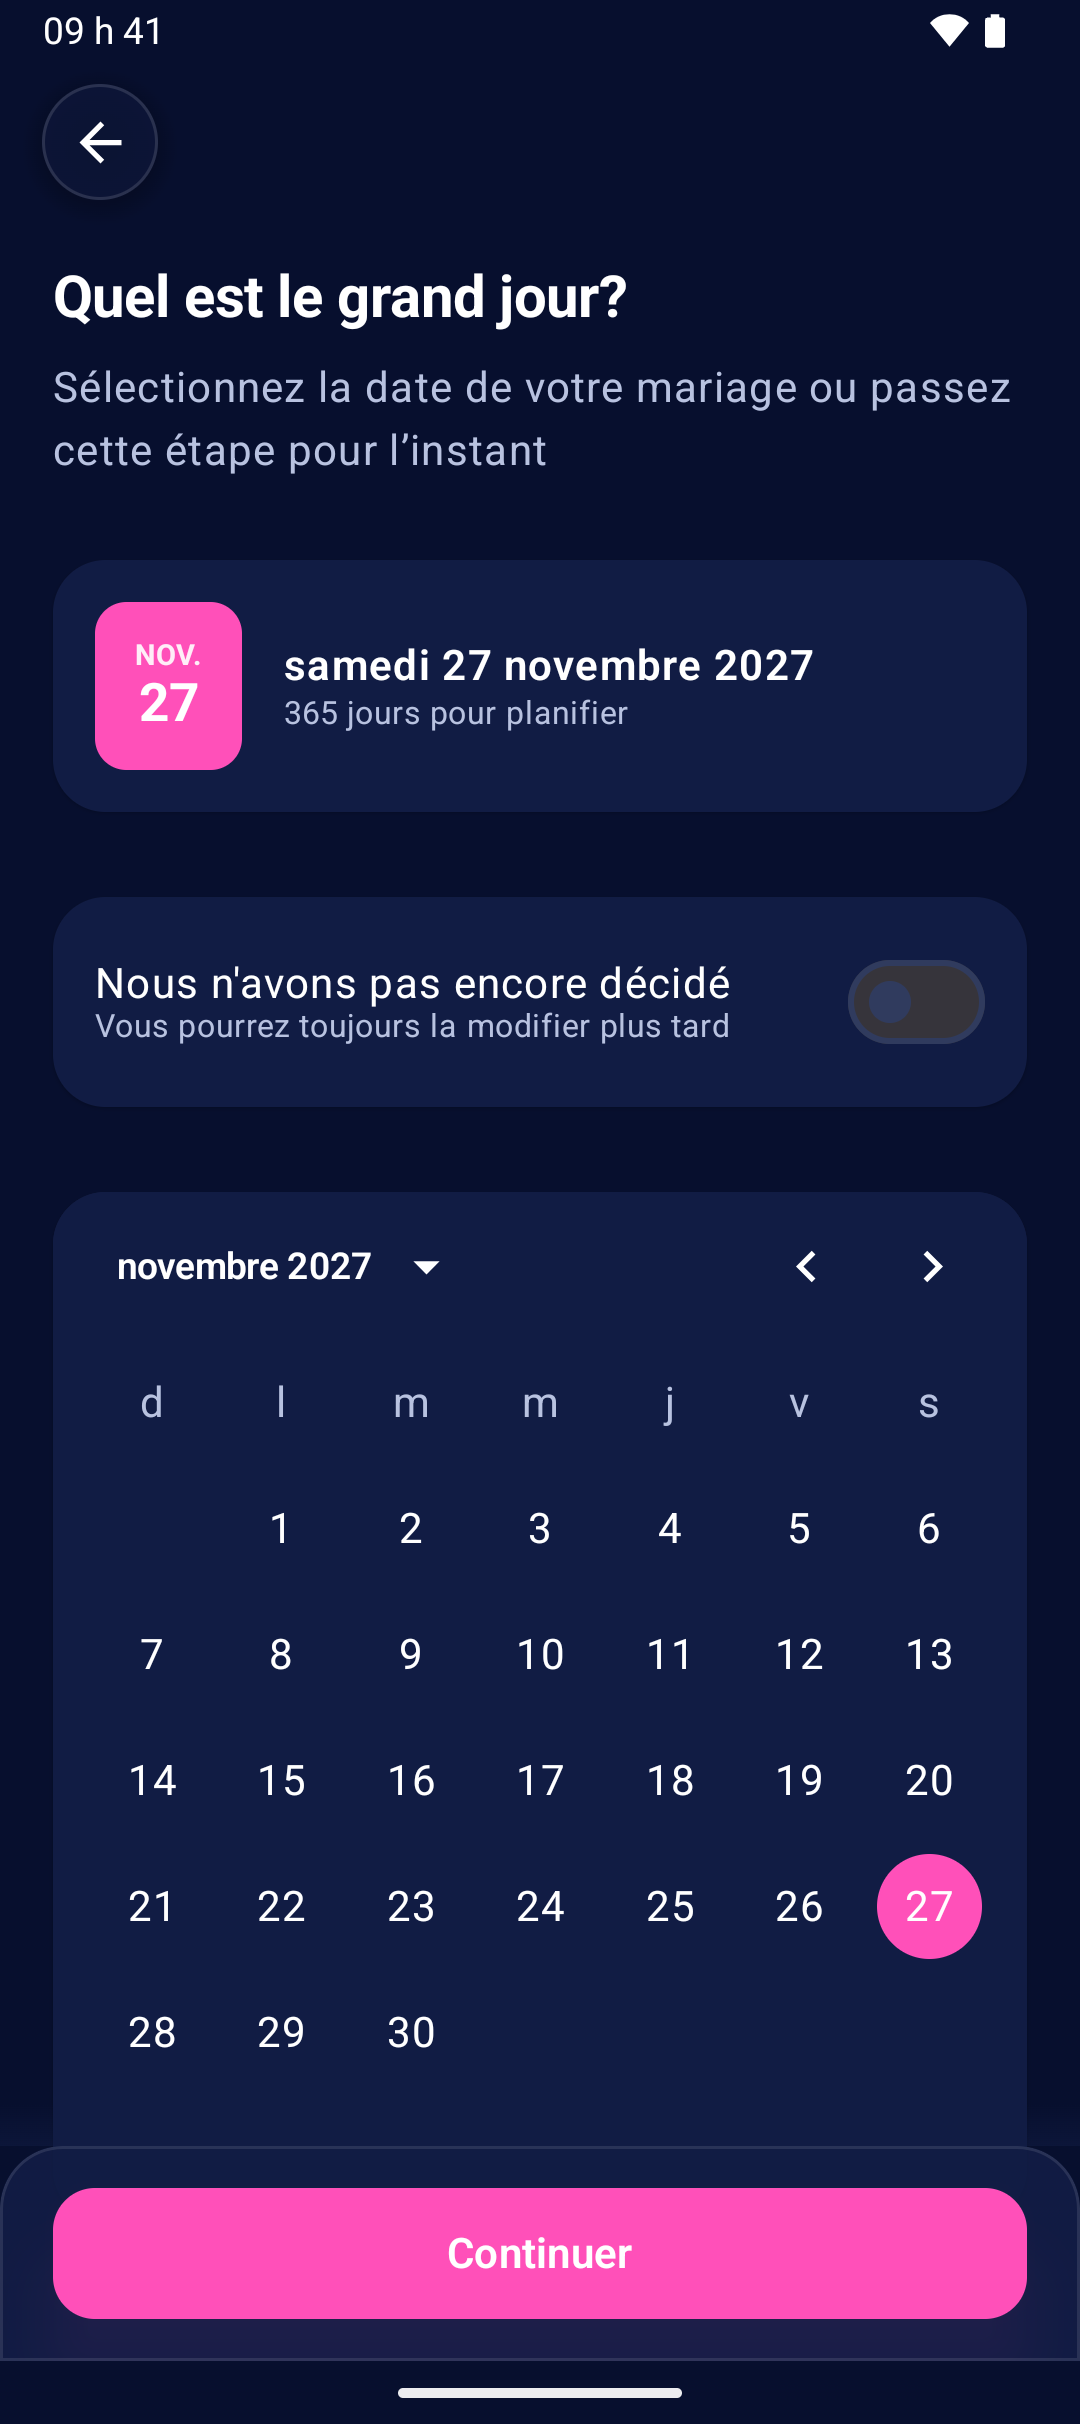 09 h 41
Quel est le grand jour?
Sélectionnez la date de votre mariage ou passez
cette étape pour l’instant
NOV.
27
samedi 27 novembre 2027
365 jours pour planifier
Nous n'avons pas encore décidé
Vous pourrez toujours la modifier plus tard
novembre 2027
d l m m j v s
1 2 3 4 5 6
7 8 9 10 11 12 13
14 15 16 17 18 19 20
21 22 23 24 25 26 27
28 29 30
Continuer